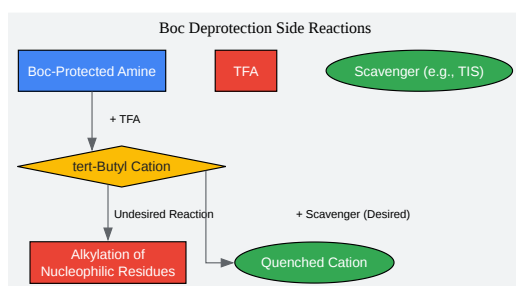 Boc Deprotection Side Reactions
Boc-Protected Amine
TFA
Scavenger (e.g., TIS)
+ TFA
tert-Butyl Cation
Undesired Reaction
+ Scavenger (Desired)
Alkylation of
Nucleophilic Residues
Quenched Cation